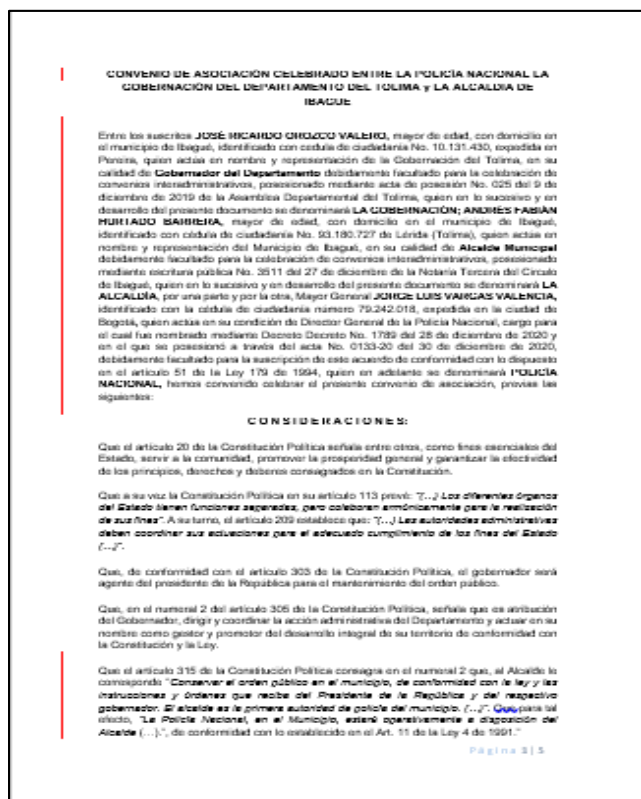 CONVENIO DE ASOCIACIÓN CELEBRADO ENTRE LA POLICÍA NACIONAL LA
GOBERNACIÓN DEL DEPARTAMENTO DEL TOLIMA y LA ALCALDIA DE
IBAGUE
Entre los suscritos JOSÉ RICARDO OROZCO VALERO, mayor de edad, con domicilio en
el municipio de Ibagué, identificado con cedula de ciudadanía No. 10.131.430, expedida en
Pereira, quien actúa en nombre y representación de la Gobernación del Tolima, en su
calidad de Gobernador del Departamento debidamente facultado para la celebración de
convenios interadministrativos, posesionado mediante acta de posesión No. 025 del 9 de
diciembre de 2019 de la Asamblea Departamental del Tolima, quien en lo sucesivo y en
desarrollo del presente documento se denominará LA GOBERNACIÓN; ANDRÉS FABIÁN
HURTADO BARRERA, mayor de edad, con domicilio en el municipio de Ibagué,
identificado con cédula de ciudadanía No. 93.180.727 de Lérida (Tolima), quien actúa en
nombre y representación del Municipio de Ibagué, en su calidad de Alcalde Municipal
debidamente facultado para la celebración de convenios interadministrativos, posesionado
mediante escritura pública No. 3511 del 27 de diciembre de la Notaría Tercera del Círculo
de Ibagué, quien en lo sucesivo y en desarrollo del presente documento se denominará LA
ALCALDÍA, por una parte y por la otra, Mayor General JORGE LUIS VARGAS VALENCIA,
identificado con la cédula de ciudadanía número 79.242.018, expedida en la ciudad de
Bogotá, quien actúa en su condición de Director General de la Policía Nacional, cargo para
el cual fue nombrado mediante Decreto Decreto No. 1789 del 28 de diciembre de 2020 y
en el que se posesionó a través del acta No. 0133-20 del 30 de diciembre de 2020,
debidamente facultado para la suscripción de este acuerdo de conformidad con lo dispuesto
en el artículo 51 de la Ley 179 de 1994, quien en adelante se denominará POLICÍA
NACIONAL, hemos convenido celebrar el presente convenio de asociación, previas las
siguientes:
CONSIDERACIONES:
Que el artículo 20 de la Constitución Política señala entre otros, como fines esenciales del
Estado, servir a la comunidad, promover la prosperidad general y garantizar la efectividad
de los principios, derechos y deberes consagrados en la Constitución.
Que a su vez la Constitución Política en su artículo 113 prevé: "(...) Los diferentes órganos
del Estado tienen funciones separadas, pero colaboran armónicamente para la realización
de sus fines". A su turno, el artículo 209 establece que: "(...) Las autoridades administrativas
deben coordinar sus actuaciones para el adecuado cumplimiento de los fines del Estado
(...)".
Que, de conformidad con el artículo 303 de la Constitución Política, el gobernador será
agente del presidente de la República para el mantenimiento del orden público.
Que, en el numeral 2 del artículo 305 de la Constitución Política, señala que es atribución
del Gobernador, dirigir y coordinar la acción administrativa del Departamento y actuar en su
nombre como gestor y promotor del desarrollo integral de su territorio de conformidad con
la Constitución y la Ley.
Que el artículo 315 de la Constitución Política consagra en el numeral 2 que, al Alcalde le
corresponde "Conservar el orden público en el municipio, de conformidad con la ley y las
instrucciones y órdenes que reciba del Presidente de la República y del respectivo
gobernador. El alcalde es la primera autoridad de policía del municipio. (...)". Que para tal
efecto, "La Policía Nacional, en el Municipio, estará operativamente a disposición del
Alcalde (...).", de conformidad con lo establecido en el Art. 11 de la Ley 4 de 1991."
Página 3 | 5